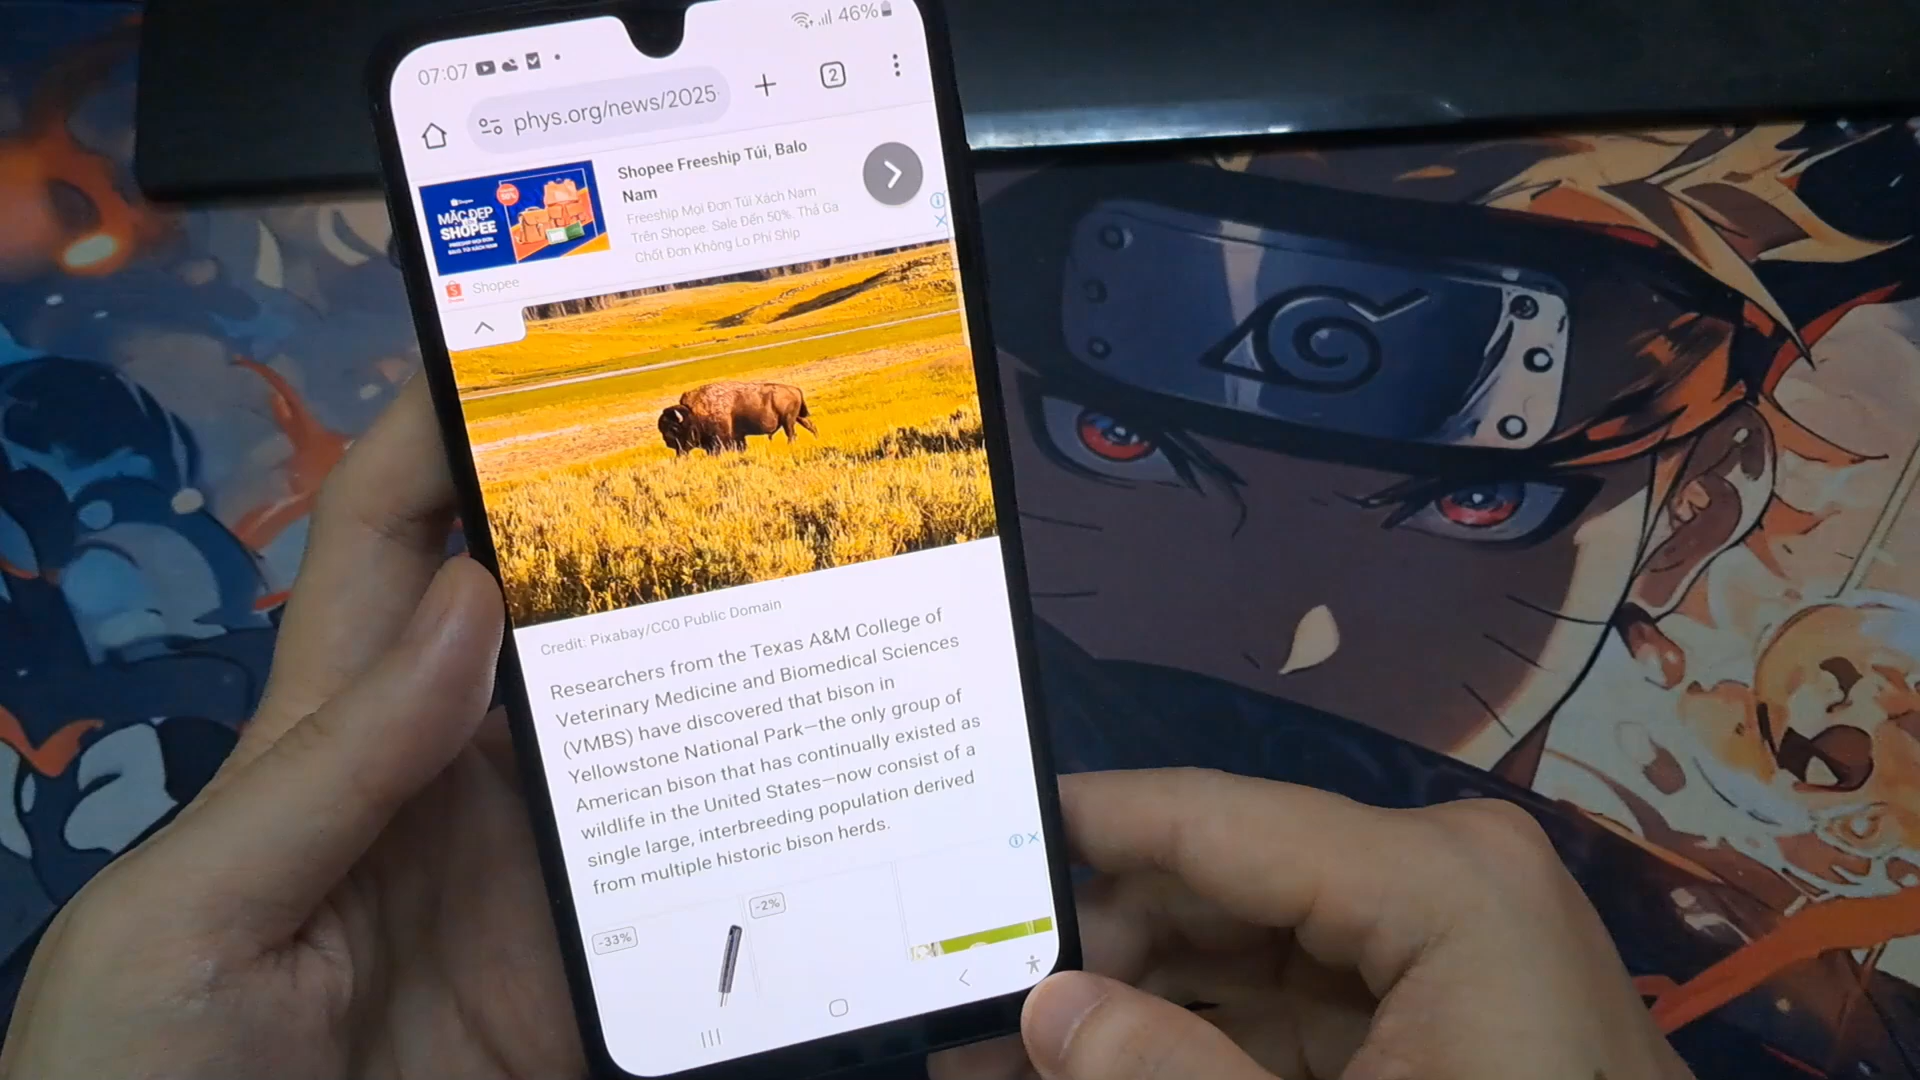 07:07
46%
phys.org/news/2025
2
Shopee
MẶC ĐẸP
SHOPEE
Shopee Freeship Túi, Balo
Nam
Freeship Mọi Đơn Túi Xách Nam
Trên Shopee. Sale Đến 50%. Thả Ga
Chốt Đơn Không Lo Phí Ship
Shopee
Credit: Pixabay/CC0 Public Domain
Researchers from the Texas A&M College of
Veterinary Medicine and Biomedical Sciences
(VMBS) have discovered that bison in
Yellowstone National Park—the only group of
American bison that has continually existed as
wildlife in the United States—now consist of a
single large, interbreeding population derived
from multiple historic bison herds.
-33%
-2%